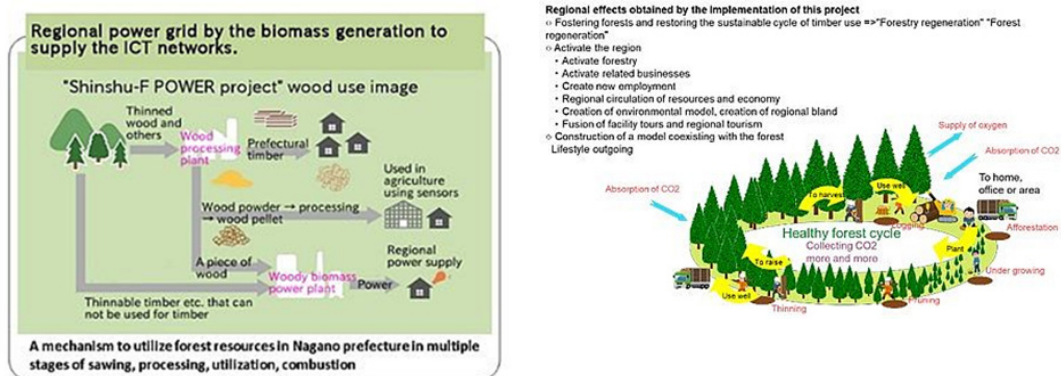 Regional power grid by the biomass generation to
supply the ICT networks.
"Shinshu-F POWER project" wood use image
Thinned
wood and
others
Wood
processing
plant
Prefectural
timber
Used in
agriculture
using sensors
Wood powder → processing
→ wood pellet
Regional
power supply
A piece of
wood
Woody biomass
power plant
Power
Thinnable timber etc. that can
not be used for timber
A mechanism to utilize forest resources in Nagano prefecture in multiple
stages of sawing, processing, utilization, combustion
Regional effects obtained by the implementation of this project
○ Fostering forests and restoring the sustainable cycle of timber use =>"Forestry regeneration" "Forest
regeneration"
○ Activate the region
・Activate forestry
・Activate related businesses
・Create new employment
・Regional circulation of resources and economy
・Creation of environmental model, creation of regional bland
・Fusion of facility tours and regional tourism
○ Construction of a model coexisting with the forest
Lifestyle outgoing
Supply of oxygen
Absorption of CO2
Absorption of CO2
To home,
office or area
To harvest
Use well
Logging
Afforestation
Healthy forest cycle
Collecting CO2
more and more
Plant
To raise
Under growing
Use well
Thinning
Pruning